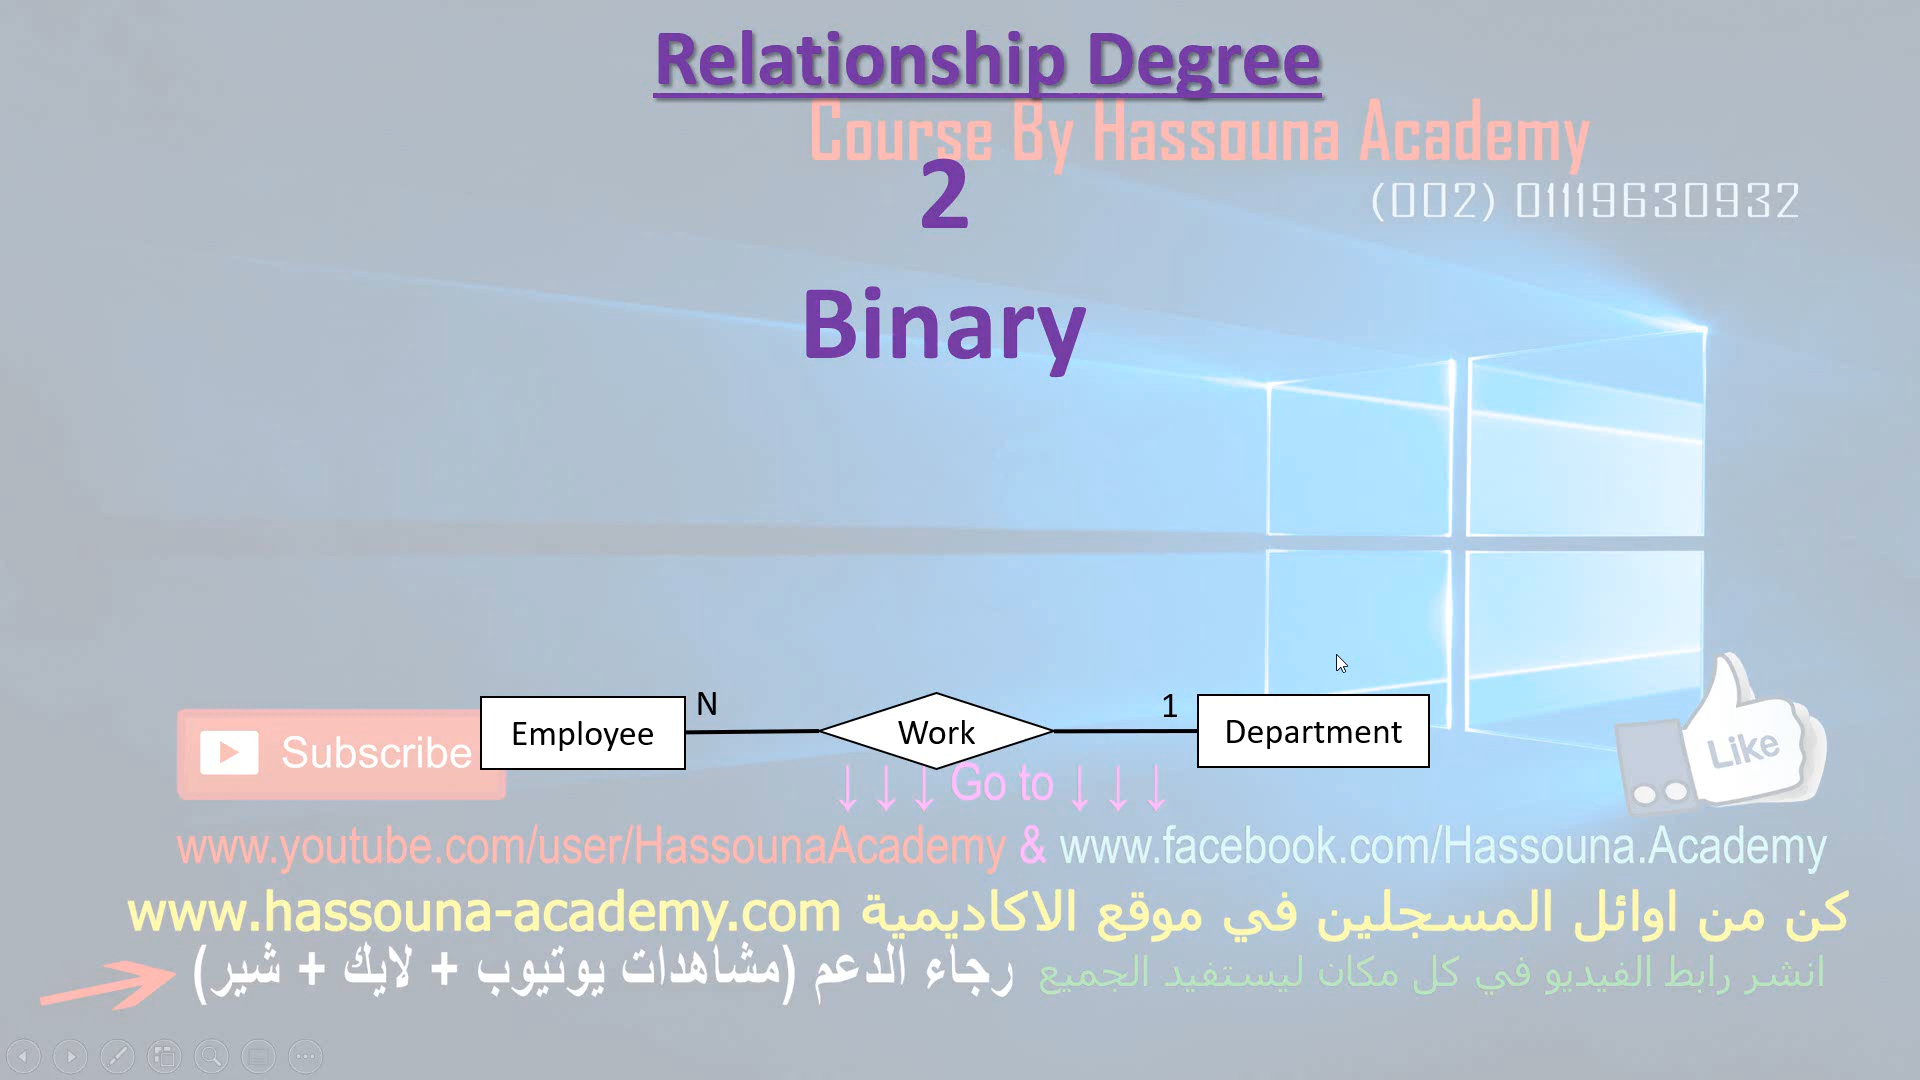 Relationship Degree
Course By Hassouna Academy
2
(002) 01119630932
Binary
Employee
N
Work
1
Department
Subscribe
Like
↓ ↓ ↓ Go to ↓ ↓ ↓
www.youtube.com/user/HassounaAcademy & www.facebook.com/Hassouna.Academy
كن من اوائل المسجلين في موقع الاكاديمية www.hassouna-academy.com
انشر رابط الفيديو في كل مكان ليستفيد الجميع رجاء الدعم (مشاهدات يوتيوب + لايك + شير)